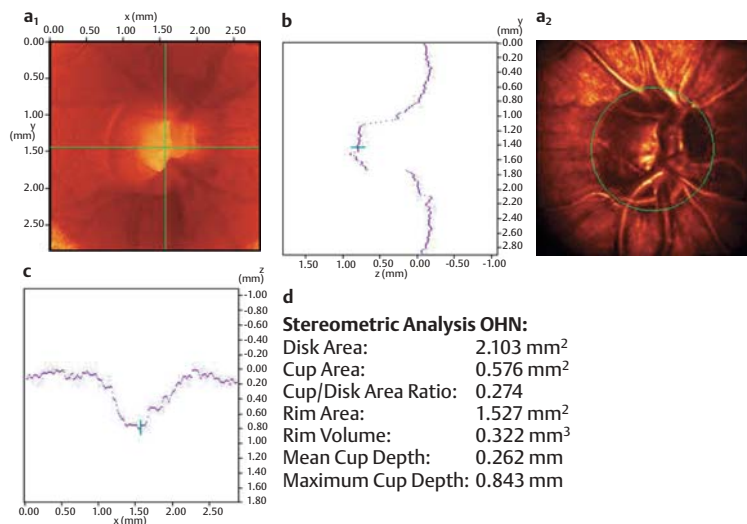 a1
x
(mm)
0.00 0.50 1.00 1.50 2.00 2.50
0.00
0.50
1.00
y
(mm)
1.50
2.00
2.50
b
y
(mm)
0.00
0.20
0.40
0.60
0.80
1.00
1.20
1.40
1.60
1.80
2.00
2.20
2.40
2.60
2.80
1.50 1.00 0.50 0.00 -0.50 -1.00
z (mm)
a2
c
z
(mm)
-1.00
-0.80
-0.60
-0.40
-0.20
0.00
0.20
0.40
0.60
0.80
1.00
1.20
1.40
1.60
1.80
0.00 0.50 1.00 1.50 2.00 2.50
x (mm)
d
Stereometric Analysis OHN:
Disk Area: 2.103 mm²
Cup Area: 0.576 mm²
Cup/Disk Area Ratio: 0.274
Rim Area: 1.527 mm²
Rim Volume: 0.322 mm³
Mean Cup Depth: 0.262 mm
Maximum Cup Depth: 0.843 mm